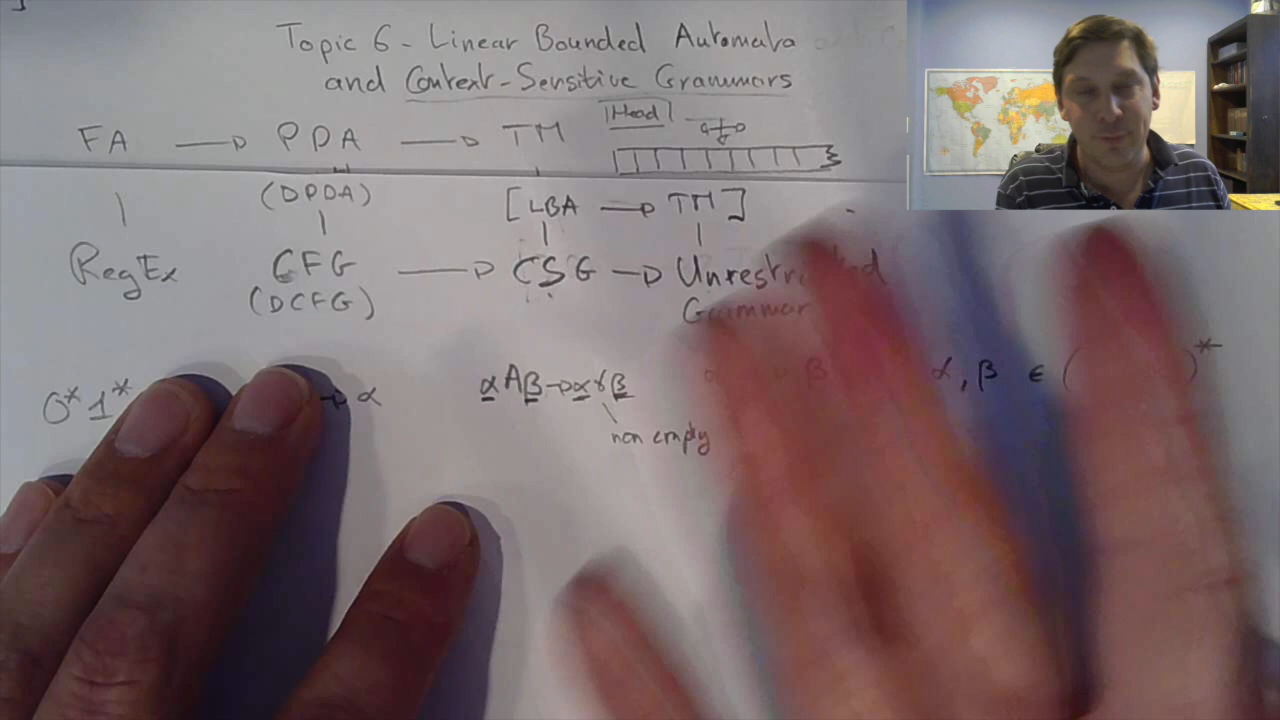 Topic 6 - Linear Bounded Automata
and Context-Sensitive Grammars
FA → PDA → TM Head
(DPDA) [LBA → TM]
RegEx CFG → CSG → Unrestricted
(DCFG) Grammar
0*1* → α αAβ→αγβ β α, β ∈ ( )*
non empty